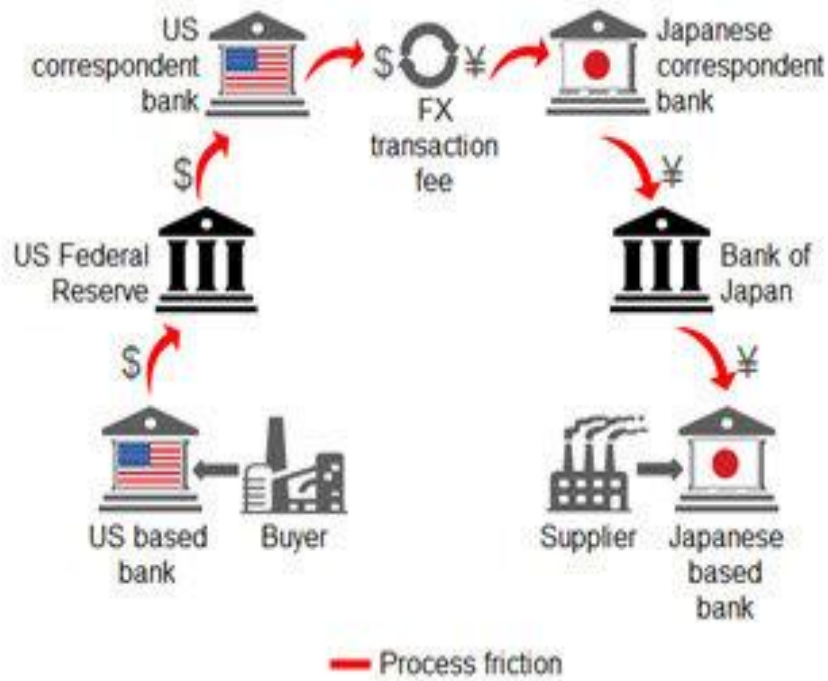 US
correspondent
bank
$
¥
FX
transaction
fee
Japanese
correspondent
bank
$
¥
US Federal
Reserve
Bank of
Japan
$
¥
US based
bank
Buyer
Supplier
Japanese
based
bank
Process friction